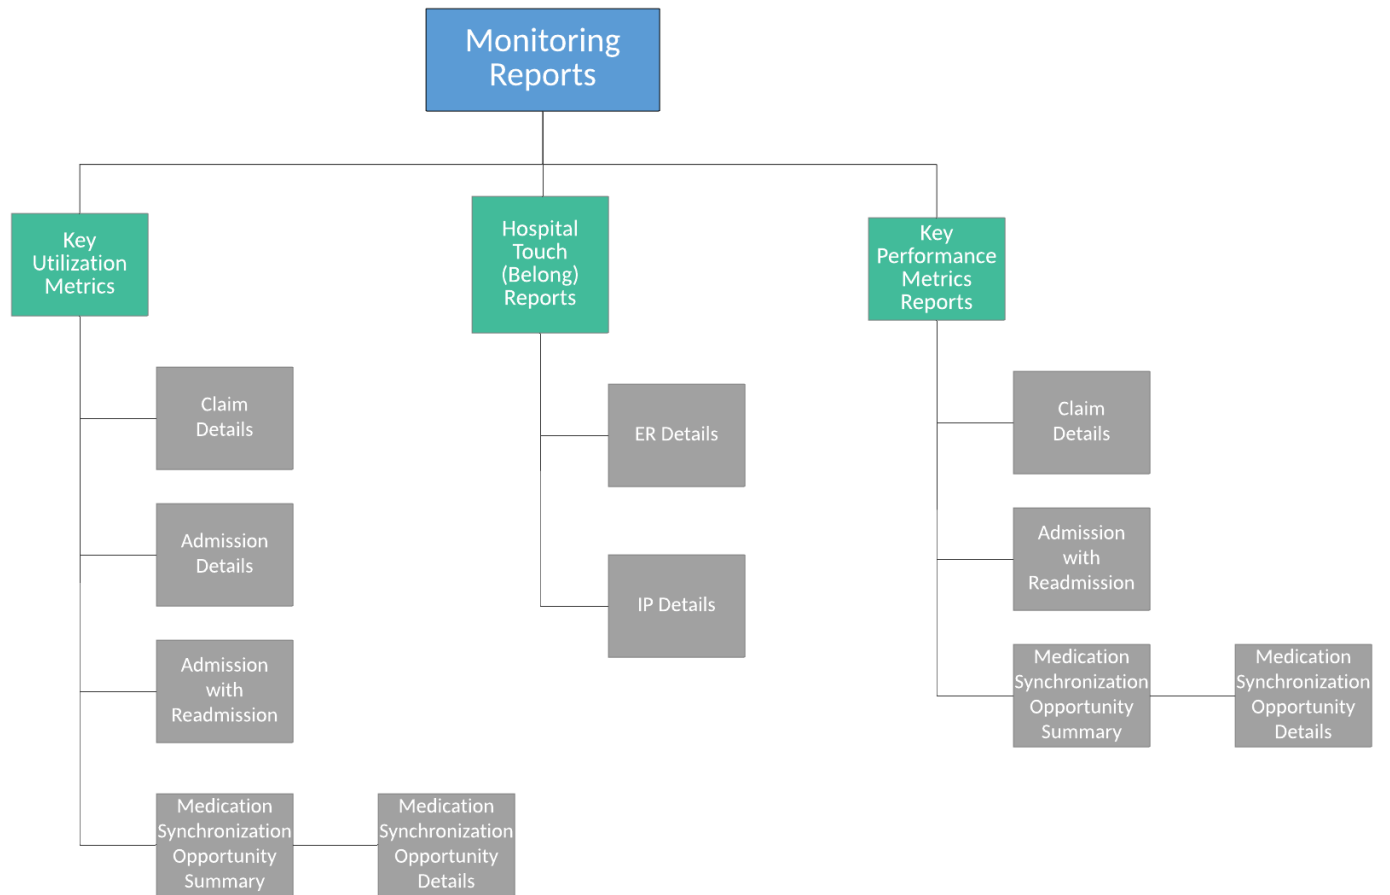 Monitoring
Reports
Key
Utilization
Metrics
Hospital
Touch
(Belong)
Reports
Key
Performance
Metrics
Reports
Claim
Details
Admission
Details
Admission
with
Readmission
Medication
Synchronization
Opportunity
Summary
Medication
Synchronization
Opportunity
Details
ER Details
IP Details
Claim
Details
Admission
with
Readmission
Medication
Synchronization
Opportunity
Summary
Medication
Synchronization
Opportunity
Details